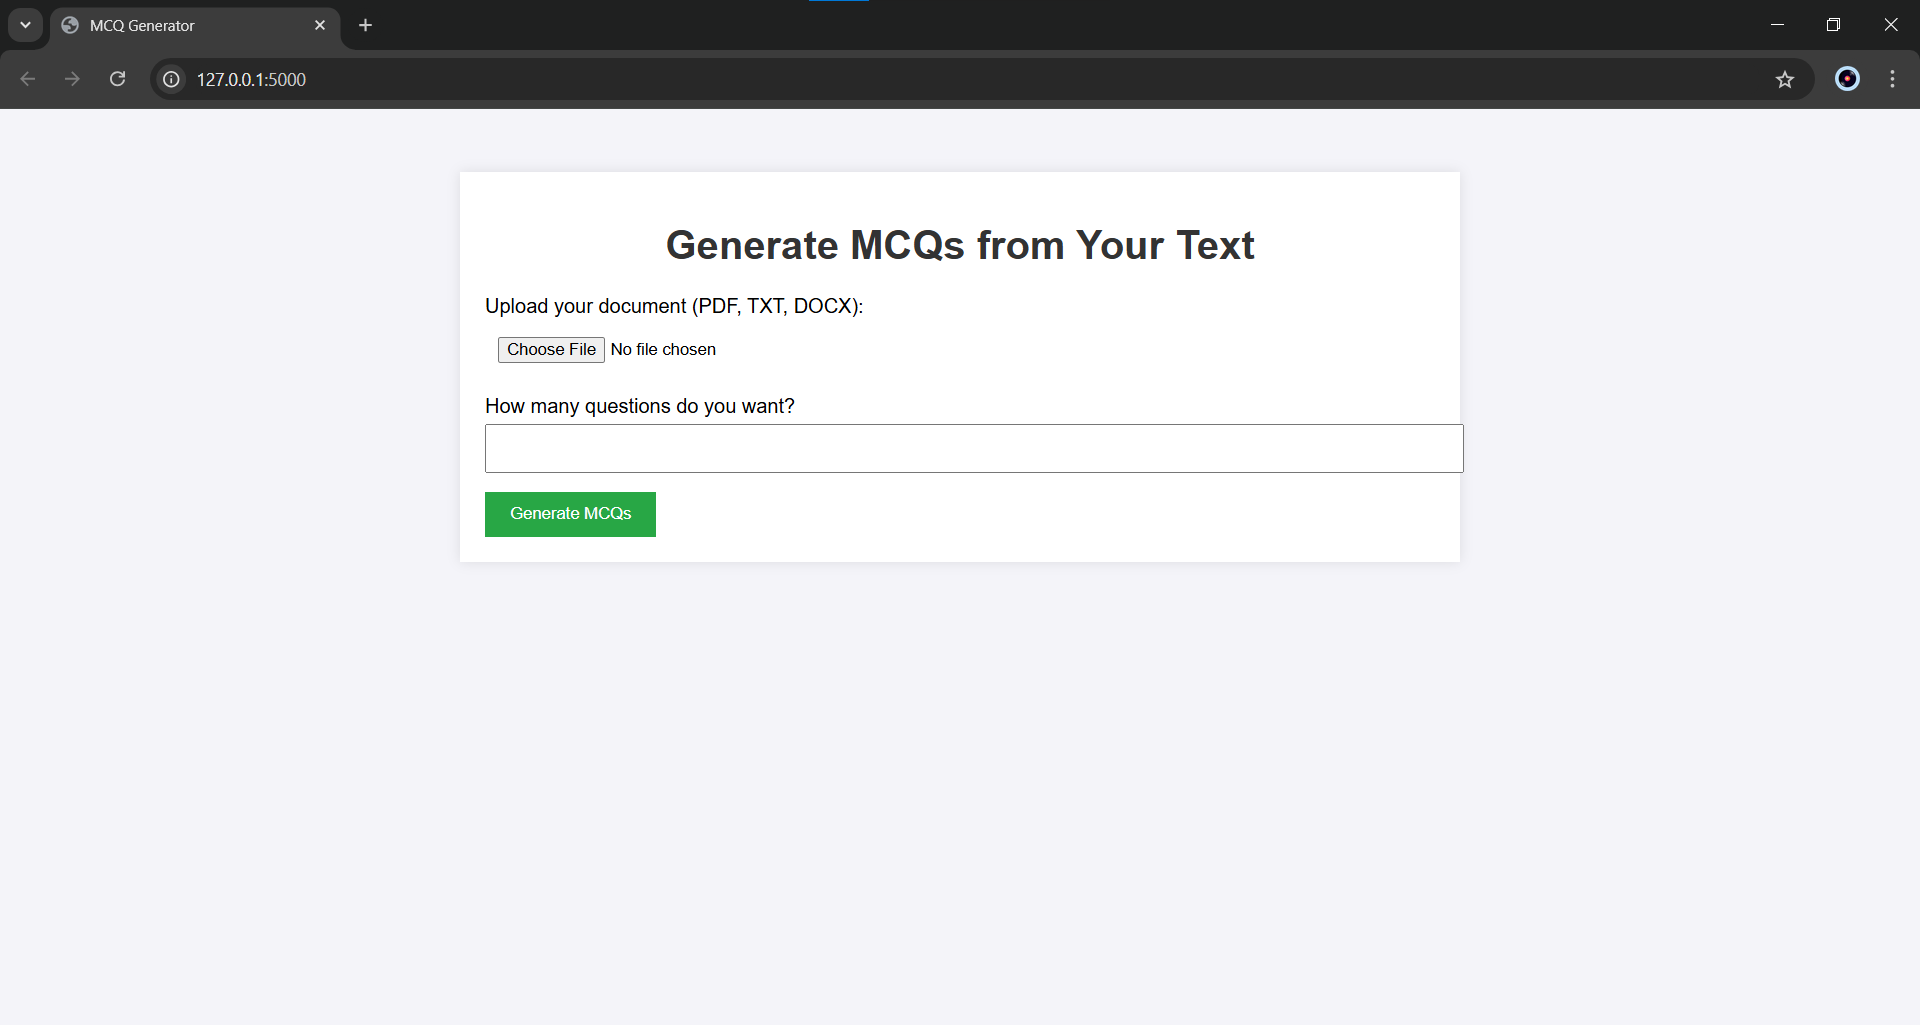 MCQ Generator
127.0.0.1:5000
Generate MCQs from Your Text
Upload your document (PDF, TXT, DOCX):
Choose File No file chosen
How many questions do you want?
Generate MCQs